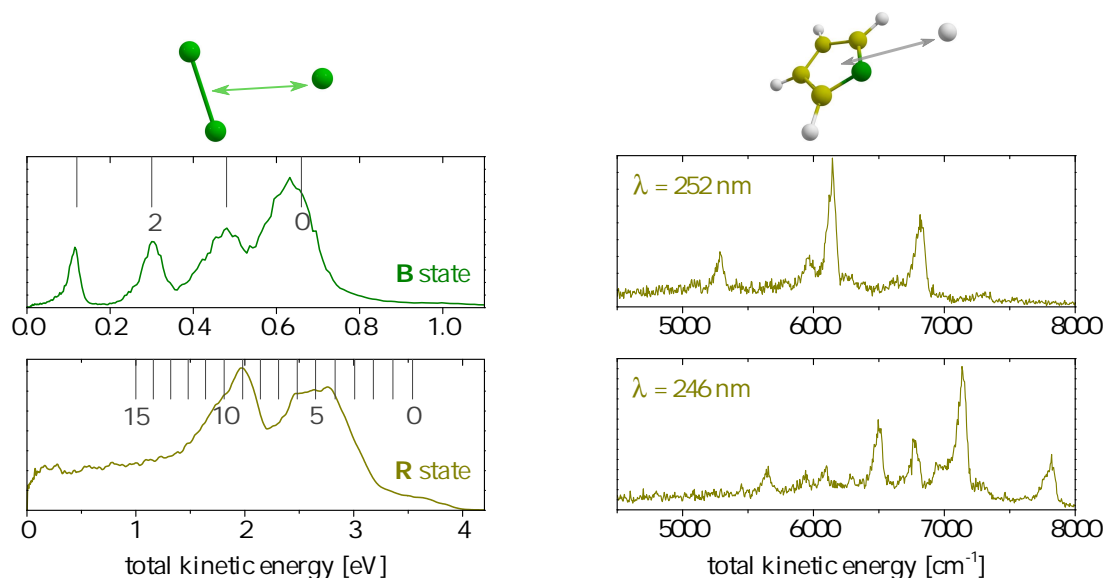 2 0
B state
0.0 0.2 0.4 0.6 0.8 1.0
15 10 5 0
R state
0 1 2 3 4
total kinetic energy [eV]
λ = 252 nm
5000 6000 7000 8000
λ = 246 nm
5000 6000 7000 8000
total kinetic energy [cm⁻¹]